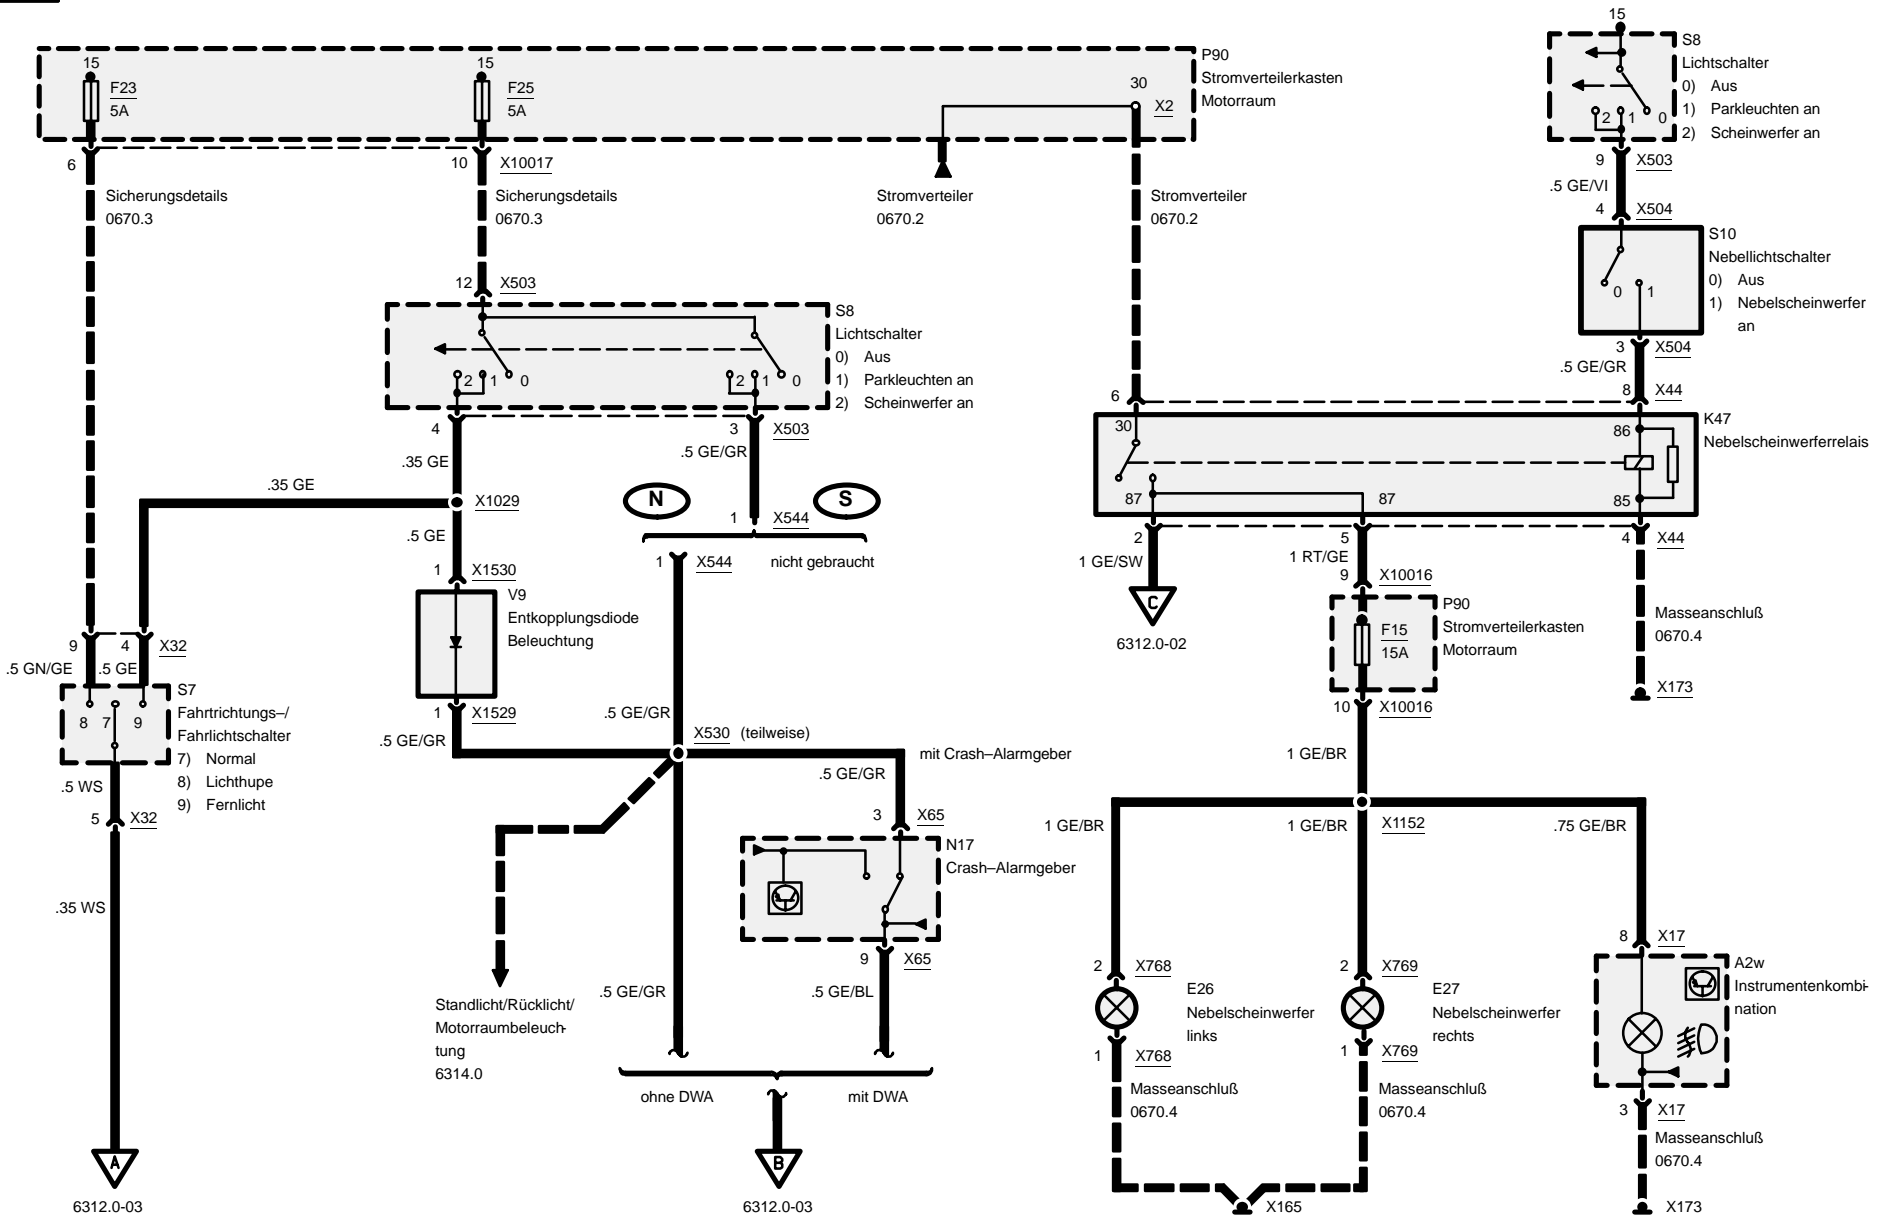 15
F23
5A
15
F25
5A
30
X2
P90
Stromverteilerkasten
Motorraum
15
S8
Lichtschalter
0) Aus
1) Parkleuchten an
2) Scheinwerfer an
2 1 0
6
10 X10017
9 X503
Sicherungsdetails
0670.3
Sicherungsdetails
0670.3
Stromverteiler
0670.2
Stromverteiler
0670.2
.5 GE/VI
4 X504
S10
Nebellichtschalter
0) Aus
1) Nebelscheinwerfer
an
0 1
12 X503
S8
Lichtschalter
0) Aus
1) Parkleuchten an
2) Scheinwerfer an
2 1 0
2 1 0
3 X504
.5 GE/GR
6
8 X44
4
3 X503
.35 GE
.5 GE/GR
30
86
87
87
85
K47
Nebelscheinwerferrelais
.35 GE
X1029
N
S
.5 GE
1 X544
2
5
4 X44
1 X544
nicht gebraucht
1 GE/SW
1 RT/GE
1 X1530
9 X10016
V9
Entkopplungsdiode
Beleuchtung
C
6312.0-02
P90
Stromverteilerkasten
Motorraum
F15
15A
Masseanschluß
0670.4
X173
9
4 X32
.5 GN/GE
.5 GE
S7
Fahrtrichtungs–/
Fahrlichtschalter
7) Normal
8) Lichthupe
9) Fernlicht
8 7 9
1 X1529
.5 GE/GR
.5 GE/GR
10 X10016
X530 (teilweise)
mit Crash–Alarmgeber
1 GE/BR
.5 WS
.5 GE/GR
5 X32
3 X65
1 GE/BR
1 GE/BR
X1152
.75 GE/BR
N17
Crash–Alarmgeber
.35 WS
9 X65
8 X17
2 X768
2 X769
A2w
Instrumentenkombi-
nation
.5 GE/GR
.5 GE/BL
E26
Nebelscheinwerfer
links
E27
Nebelscheinwerfer
rechts
Standlicht/Rücklicht/
Motorraumbeleuch-
tung
6314.0
1 X768
1 X769
Masseanschluß
0670.4
Masseanschluß
0670.4
ohne DWA
mit DWA
3 X17
Masseanschluß
0670.4
A
6312.0-03
B
6312.0-03
X165
X173